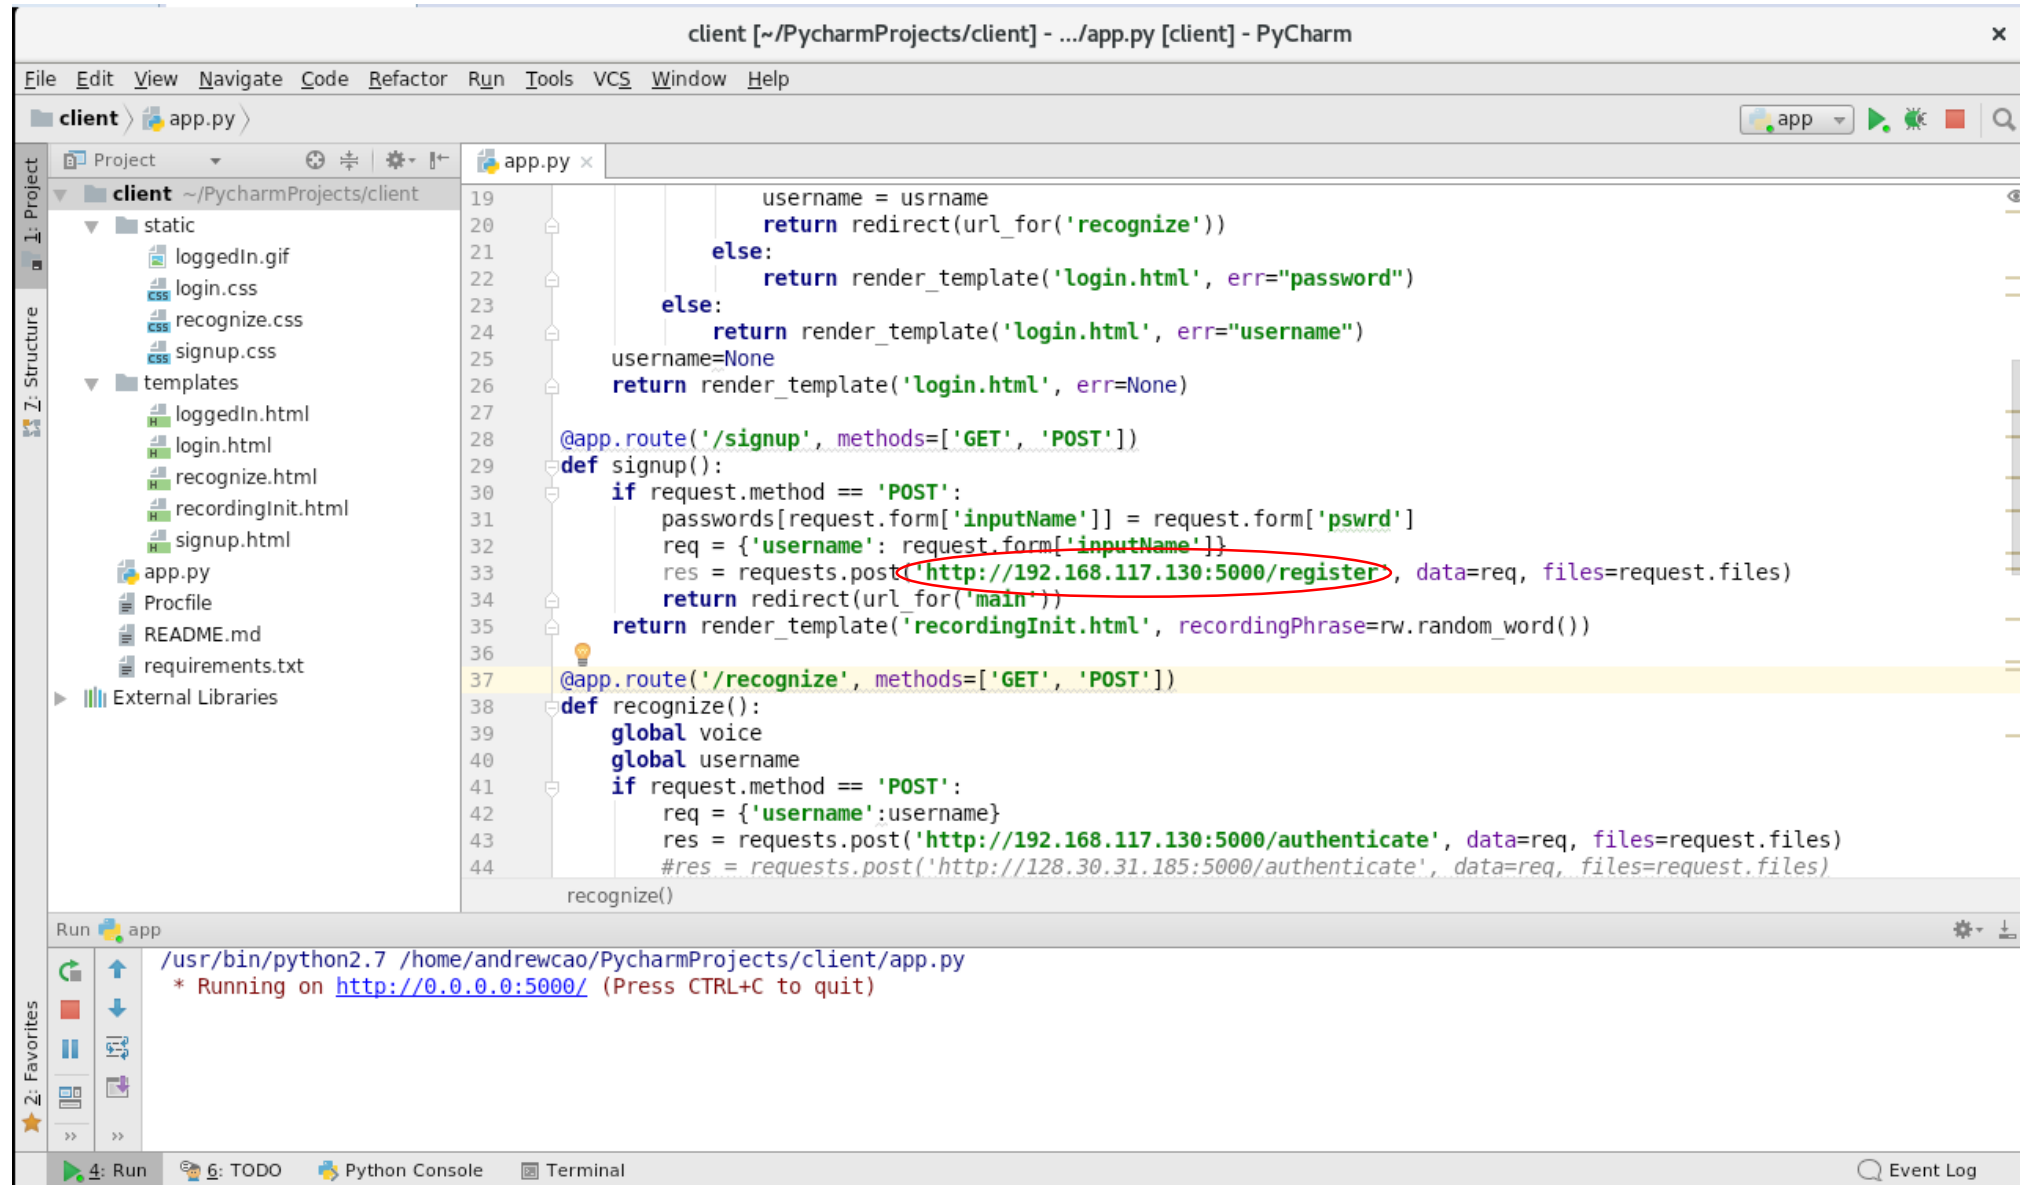 client [~/PycharmProjects/client] - .../app.py [client] - PyCharm
File Edit View Navigate Code Refactor Run Tools VCS Window Help
client app.py app
Project
app.py
1: Project
7: Structure
2: Favorites
client ~/PycharmProjects/client
static
loggedIn.gif
login.css
recognize.css
signup.css
templates
loggedIn.html
login.html
recognize.html
recordingInit.html
signup.html
app.py
Procfile
README.md
requirements.txt
External Libraries
19 username = usrname
20 return redirect(url_for('recognize'))
21 else:
22 return render_template('login.html', err="password")
23 else:
24 return render_template('login.html', err="username")
25 username=None
26 return render_template('login.html', err=None)
27
28 @app.route('/signup', methods=['GET', 'POST'])
29 def signup():
30 if request.method == 'POST':
31 passwords[request.form['inputName']] = request.form['pswrd']
32 req = {'username': request.form['inputName']}
33 res = requests.post('http://192.168.117.130:5000/register', data=req, files=request.files)
34 return redirect(url_for('main'))
35 return render_template('recordingInit.html', recordingPhrase=rw.random_word())
36
37 @app.route('/recognize', methods=['GET', 'POST'])
38 def recognize():
39 global voice
40 global username
41 if request.method == 'POST':
42 req = {'username':username}
43 res = requests.post('http://192.168.117.130:5000/authenticate', data=req, files=request.files)
44 #res = requests.post('http://128.30.31.185:5000/authenticate', data=req, files=request.files)
recognize()
Run app
/usr/bin/python2.7 /home/andrewcao/PycharmProjects/client/app.py
* Running on http://0.0.0.0:5000/ (Press CTRL+C to quit)
4: Run 6: TODO Python Console Terminal Event Log